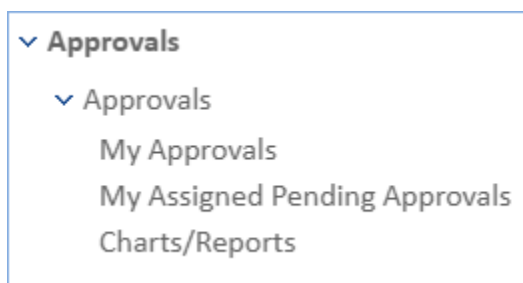 Approvals
Approvals
My Approvals
My Assigned Pending Approvals
Charts/Reports